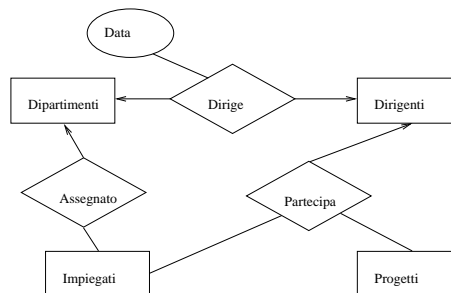 Data
Dipartimenti
Dirige
Dirigenti
Assegnato
Partecipa
Impiegati
Progetti